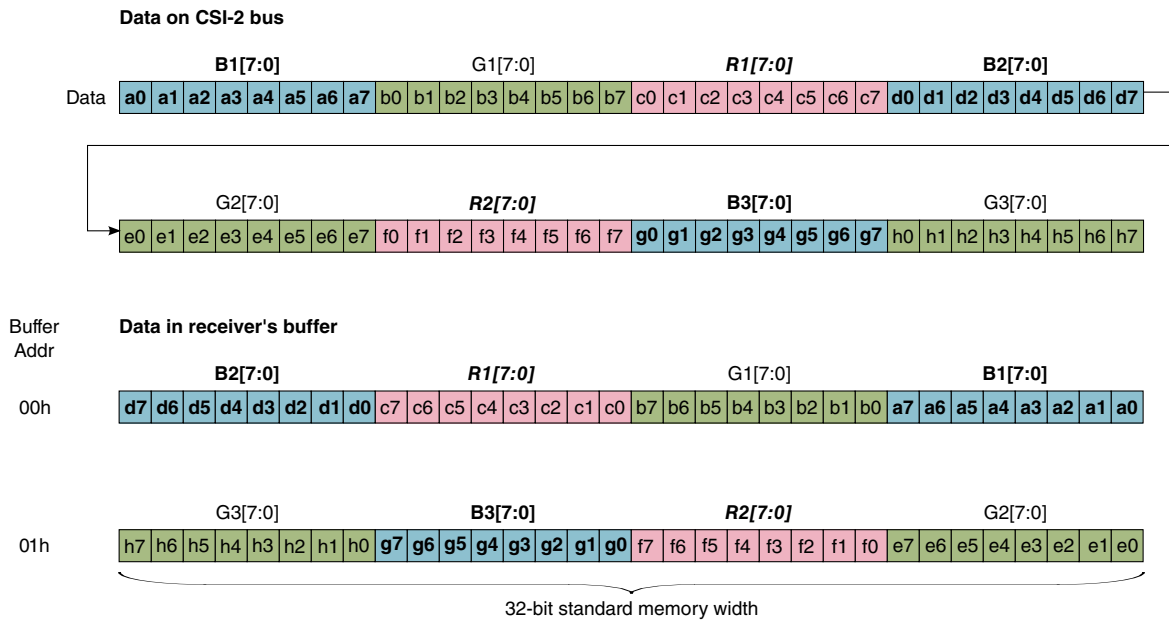 Data on CSI-2 bus
B1[7:0] G1[7:0] R1[7:0] B2[7:0]
Data a0 a1 a2 a3 a4 a5 a6 a7 b0 b1 b2 b3 b4 b5 b6 b7 c0 c1 c2 c3 c4 c5 c6 c7 d0 d1 d2 d3 d4 d5 d6 d7
G2[7:0] R2[7:0] B3[7:0] G3[7:0]
e0 e1 e2 e3 e4 e5 e6 e7 f0 f1 f2 f3 f4 f5 f6 f7 g0 g1 g2 g3 g4 g5 g6 g7 h0 h1 h2 h3 h4 h5 h6 h7
Buffer
Addr
Data in receiver's buffer
B2[7:0] R1[7:0] G1[7:0] B1[7:0]
00h d7 d6 d5 d4 d3 d2 d1 d0 c7 c6 c5 c4 c3 c2 c1 c0 b7 b6 b5 b4 b3 b2 b1 b0 a7 a6 a5 a4 a3 a2 a1 a0
G3[7:0] B3[7:0] R2[7:0] G2[7:0]
01h h7 h6 h5 h4 h3 h2 h1 h0 g7 g6 g5 g4 g3 g2 g1 g0 f7 f6 f5 f4 f3 f2 f1 f0 e7 e6 e5 e4 e3 e2 e1 e0
32-bit standard memory width